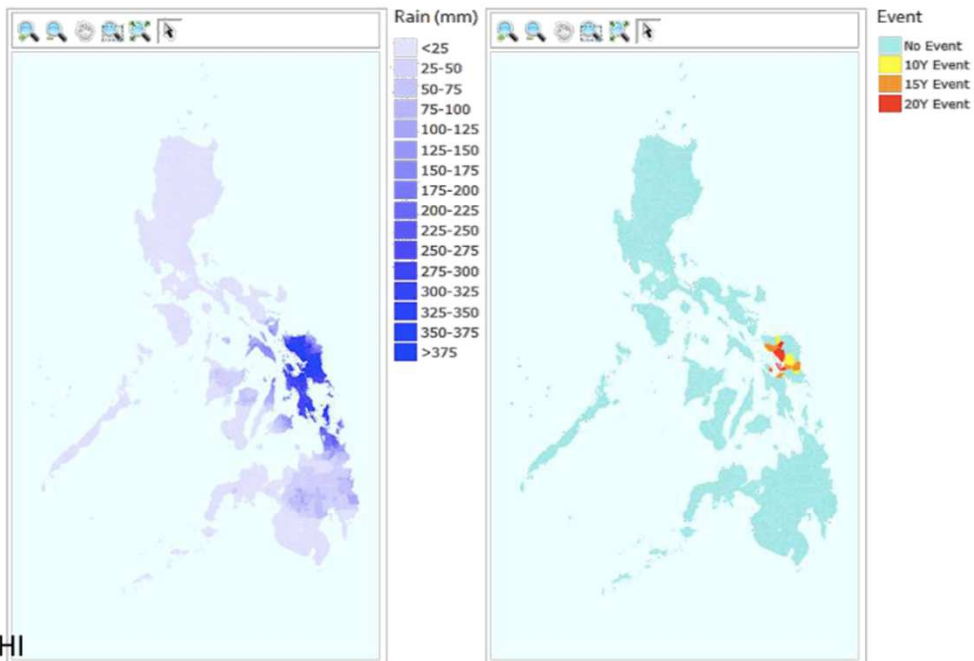 Rain (mm)
<25
25-50
50-75
75-100
100-125
125-150
150-175
175-200
200-225
225-250
250-275
275-300
300-325
325-350
350-375
>375
Event
No Event
10Y Event
15Y Event
20Y Event
HI